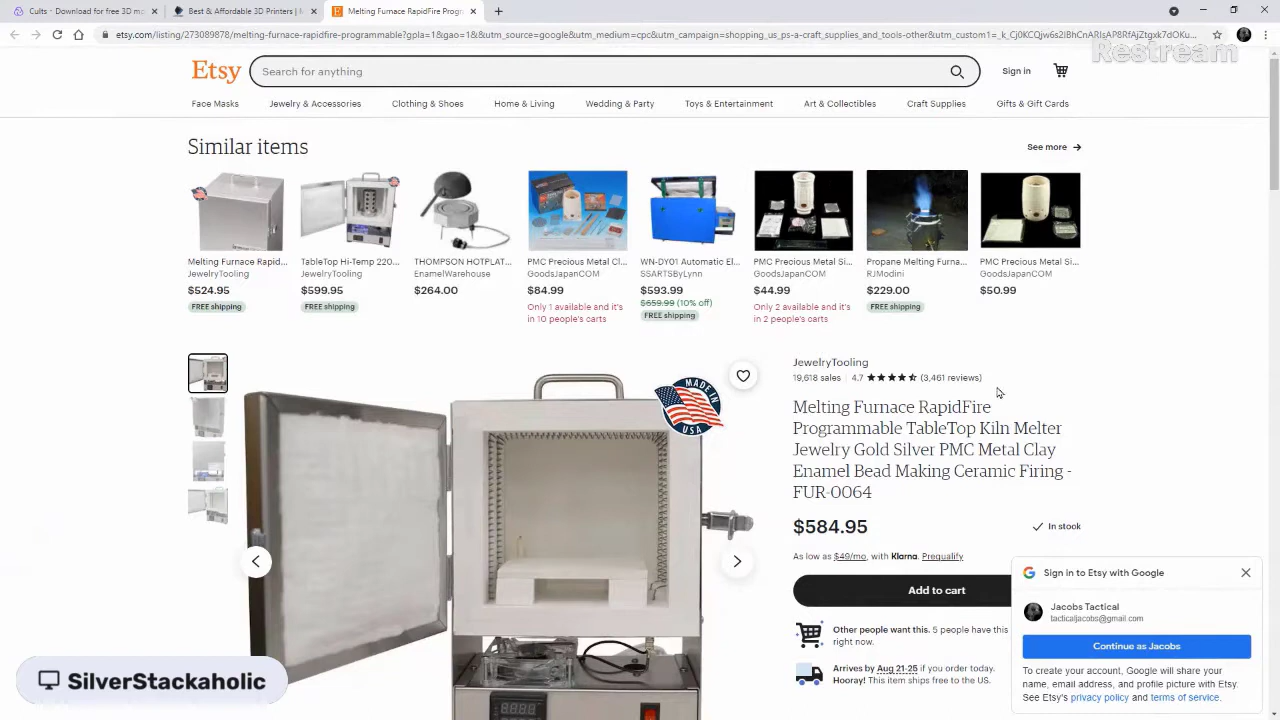 Cults - Download for free 3D m
Best & Affordable 3D Printers |
Melting Furnace RapidFire Prog
etsy.com/listing/273089878/melting-furnace-rapidfire-programmable?gpla=1&gao=1&&utm_source=google&utm_medium=cpc&utm_campaign=shopping_us_ps-a-craft_supplies_and_tools-other&utm_custom1=
Restream
Etsy
Search for anything
Sign in
Face Masks
Jewelry & Accessories
Clothing & Shoes
Home & Living
Wedding & Party
Toys & Entertainment
Art & Collectibles
Craft Supplies
Gifts & Gift Cards
Similar items
See more
Melting Furnace Rapid...
JewelryTooling
$524.95
FREE shipping
TableTop Hi-Temp 220...
JewelryTooling
$599.95
FREE shipping
THOMPSON HOTPLAT...
EnamelWarehouse
$264.00
PMC Precious Metal Cl...
GoodsJapanCOM
$84.99
Only 1 available and it's
in 10 people's carts
WN-DY01 Automatic El...
SSARTSByLynn
$593.99
$659.99 (10% off)
FREE shipping
PMC Precious Metal Si...
GoodsJapanCOM
$44.99
Only 2 available and it's
in 2 people's carts
Propane Melting Furna...
RJModini
$229.00
FREE shipping
PMC Precious Metal Si...
GoodsJapanCOM
$50.99
MADE IN
USA
JewelryTooling
19,618 sales 4.7 (3,461 reviews)
Melting Furnace RapidFire
Programmable TableTop Kiln Melter
Jewelry Gold Silver PMC Metal Clay
Enamel Bead Making Ceramic Firing -
FUR-0064
$584.95
In stock
As low as $49/mo, with Klarna. Prequalify
Add to cart
Other people want this. 5 people have this
right now.
Arrives by Aug 21-25 if you order today.
Hooray! This item ships free to the US.
Sign in to Etsy with Google
Jacobs Tactical
tacticaljacobs@gmail.com
Continue as Jacobs
To create your account, Google will share your
name, email address, and profile picture with Etsy.
See Etsy's privacy policy and terms of service.
SilverStackaholic